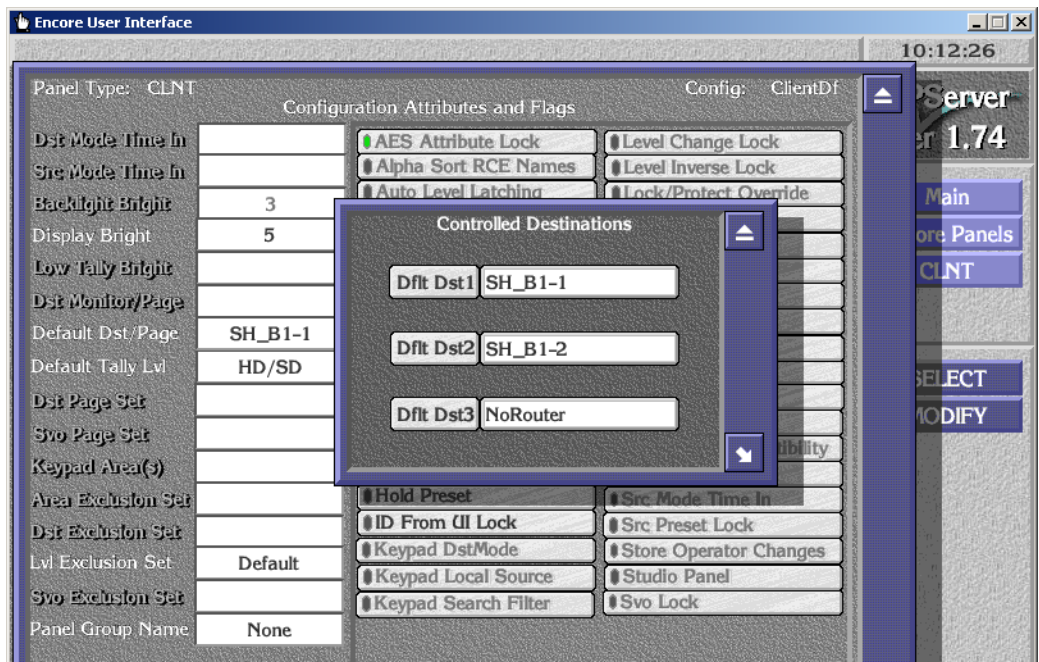 Encore User Interface
10:12:26
Panel Type: CLNT
Config: ClientDf
Configuration Attributes and Flags
Server
1.74
Dst Mode Time In
Src Mode Time In
Backlight Bright 3
Display Bright 5
Low Tally Bright
Dst Monitor/Page
Default Dst/Page SH_B1-1
Default Tally Lvl HD/SD
Dst Page Set
Svo Page Set
Keypad Area(s)
Area Exclusion Set
Dst Exclusion Set
Lvl Exclusion Set Default
Svo Exclusion Set
Panel Group Name None
AES Attribute Lock
Alpha Sort RCE Names
Auto Level Latching
Hold Preset
ID From UI Lock
Keypad DstMode
Keypad Local Source
Keypad Search Filter
Level Change Lock
Level Inverse Lock
Lock/Protect Override
Src Mode Time In
Src Preset Lock
Store Operator Changes
Studio Panel
Svo Lock
Controlled Destinations
Dflt Dst1 SH_B1-1
Dflt Dst2 SH_B1-2
Dflt Dst3 NoRouter
Main
ore Panels
CLNT
ELECT
ODIFY